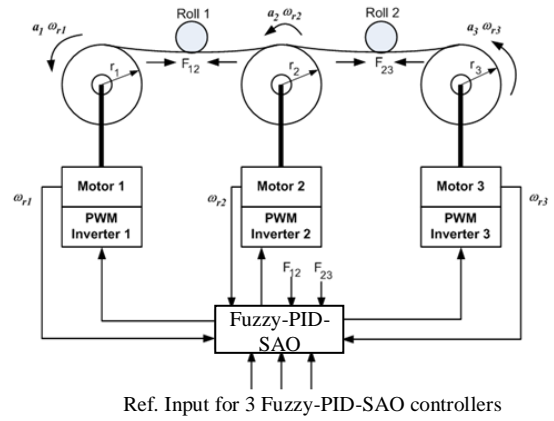 Roll 1
Roll 2
a1 ωr1
a2 ωr2
a3 ωr3
F12
F23
r1
r2
r3
Motor 1
Motor 2
Motor 3
ωr1
ωr2
ωr3
PWM
Inverter 1
PWM
Inverter 2
PWM
Inverter 3
F12
F23
Fuzzy-PID-
SAO
Ref. Input for 3 Fuzzy-PID-SAO controllers